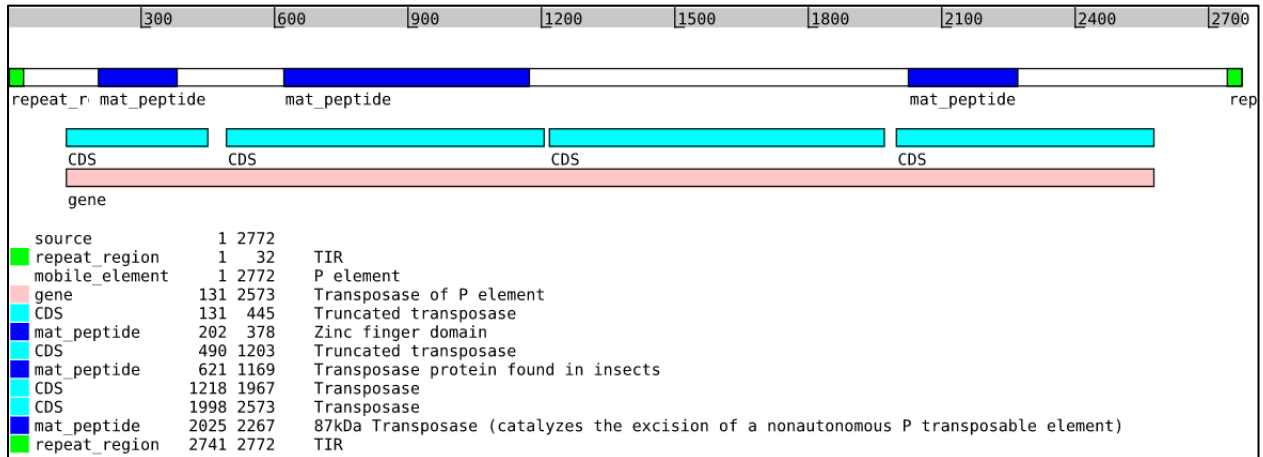 300 600 900 1200 1500 1800 2100 2400 2700
repeat_r mat_peptide mat_peptide mat_peptide rep
CDS CDS CDS CDS
gene
source 1 2772
repeat_region 1 32 TIR
mobile_element 1 2772 P element
gene 131 2573 Transposase of P element
CDS 131 445 Truncated transposase
mat_peptide 202 378 Zinc finger domain
CDS 490 1203 Truncated transposase
mat_peptide 621 1169 Transposase protein found in insects
CDS 1218 1967 Transposase
CDS 1998 2573 Transposase
mat_peptide 2025 2267 87kDa Transposase (catalyzes the excision of a nonautonomous P transposable element)
repeat_region 2741 2772 TIR